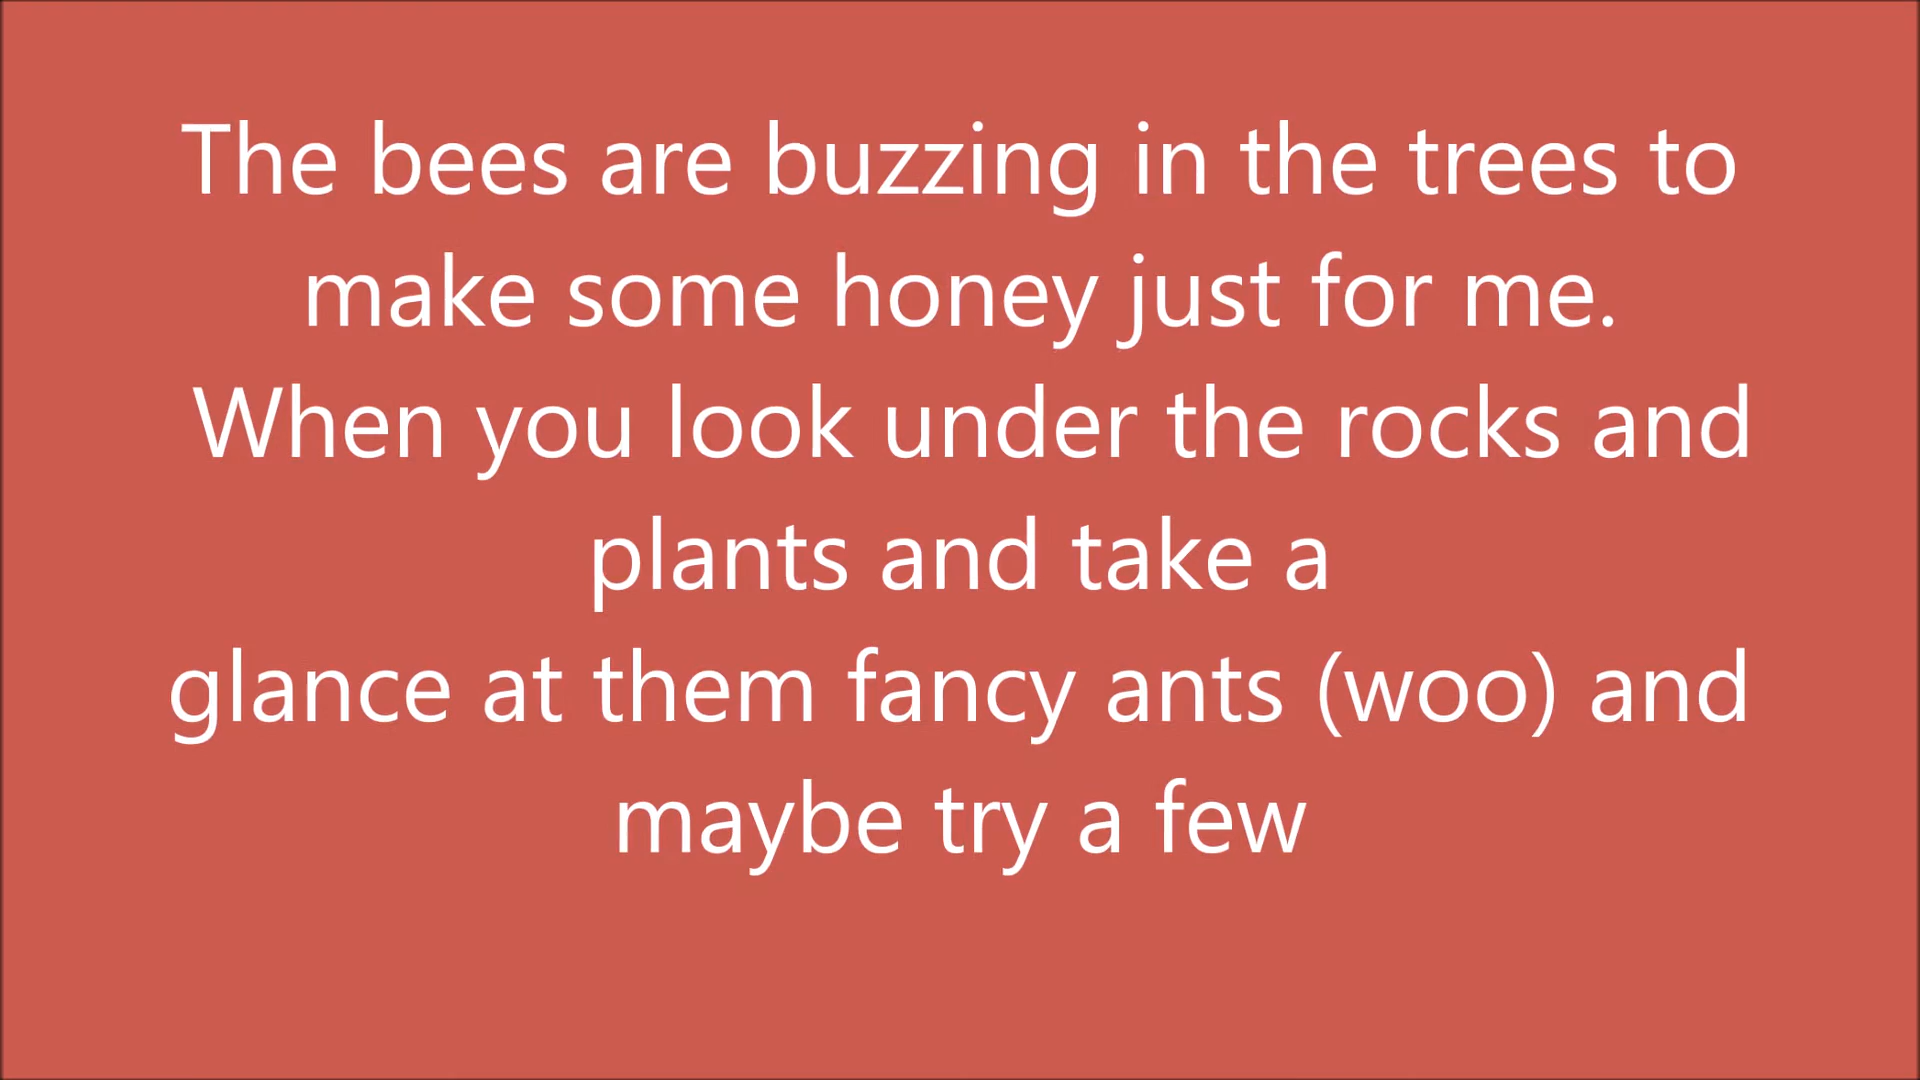 The bees are buzzing in the trees to
make some honey just for me.
When you look under the rocks and
plants and take a
glance at them fancy ants (woo) and
maybe try a few